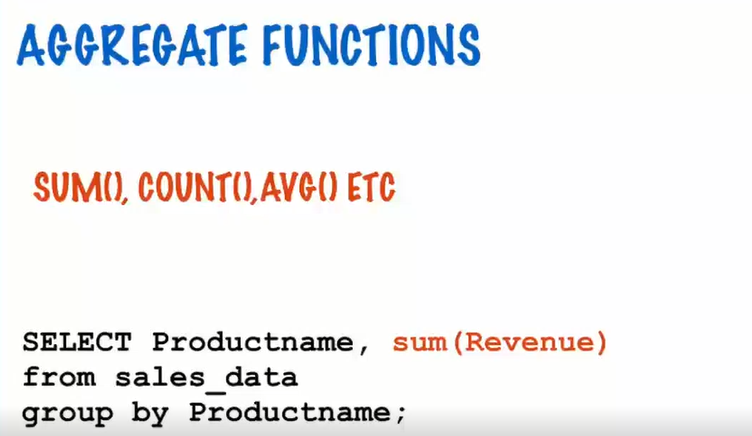 AGGREGATE FUNCTIONS
SUM(), COUNT(),AVG() ETC
SELECT Productname, sum(Revenue)
from sales_data
group by Productname;